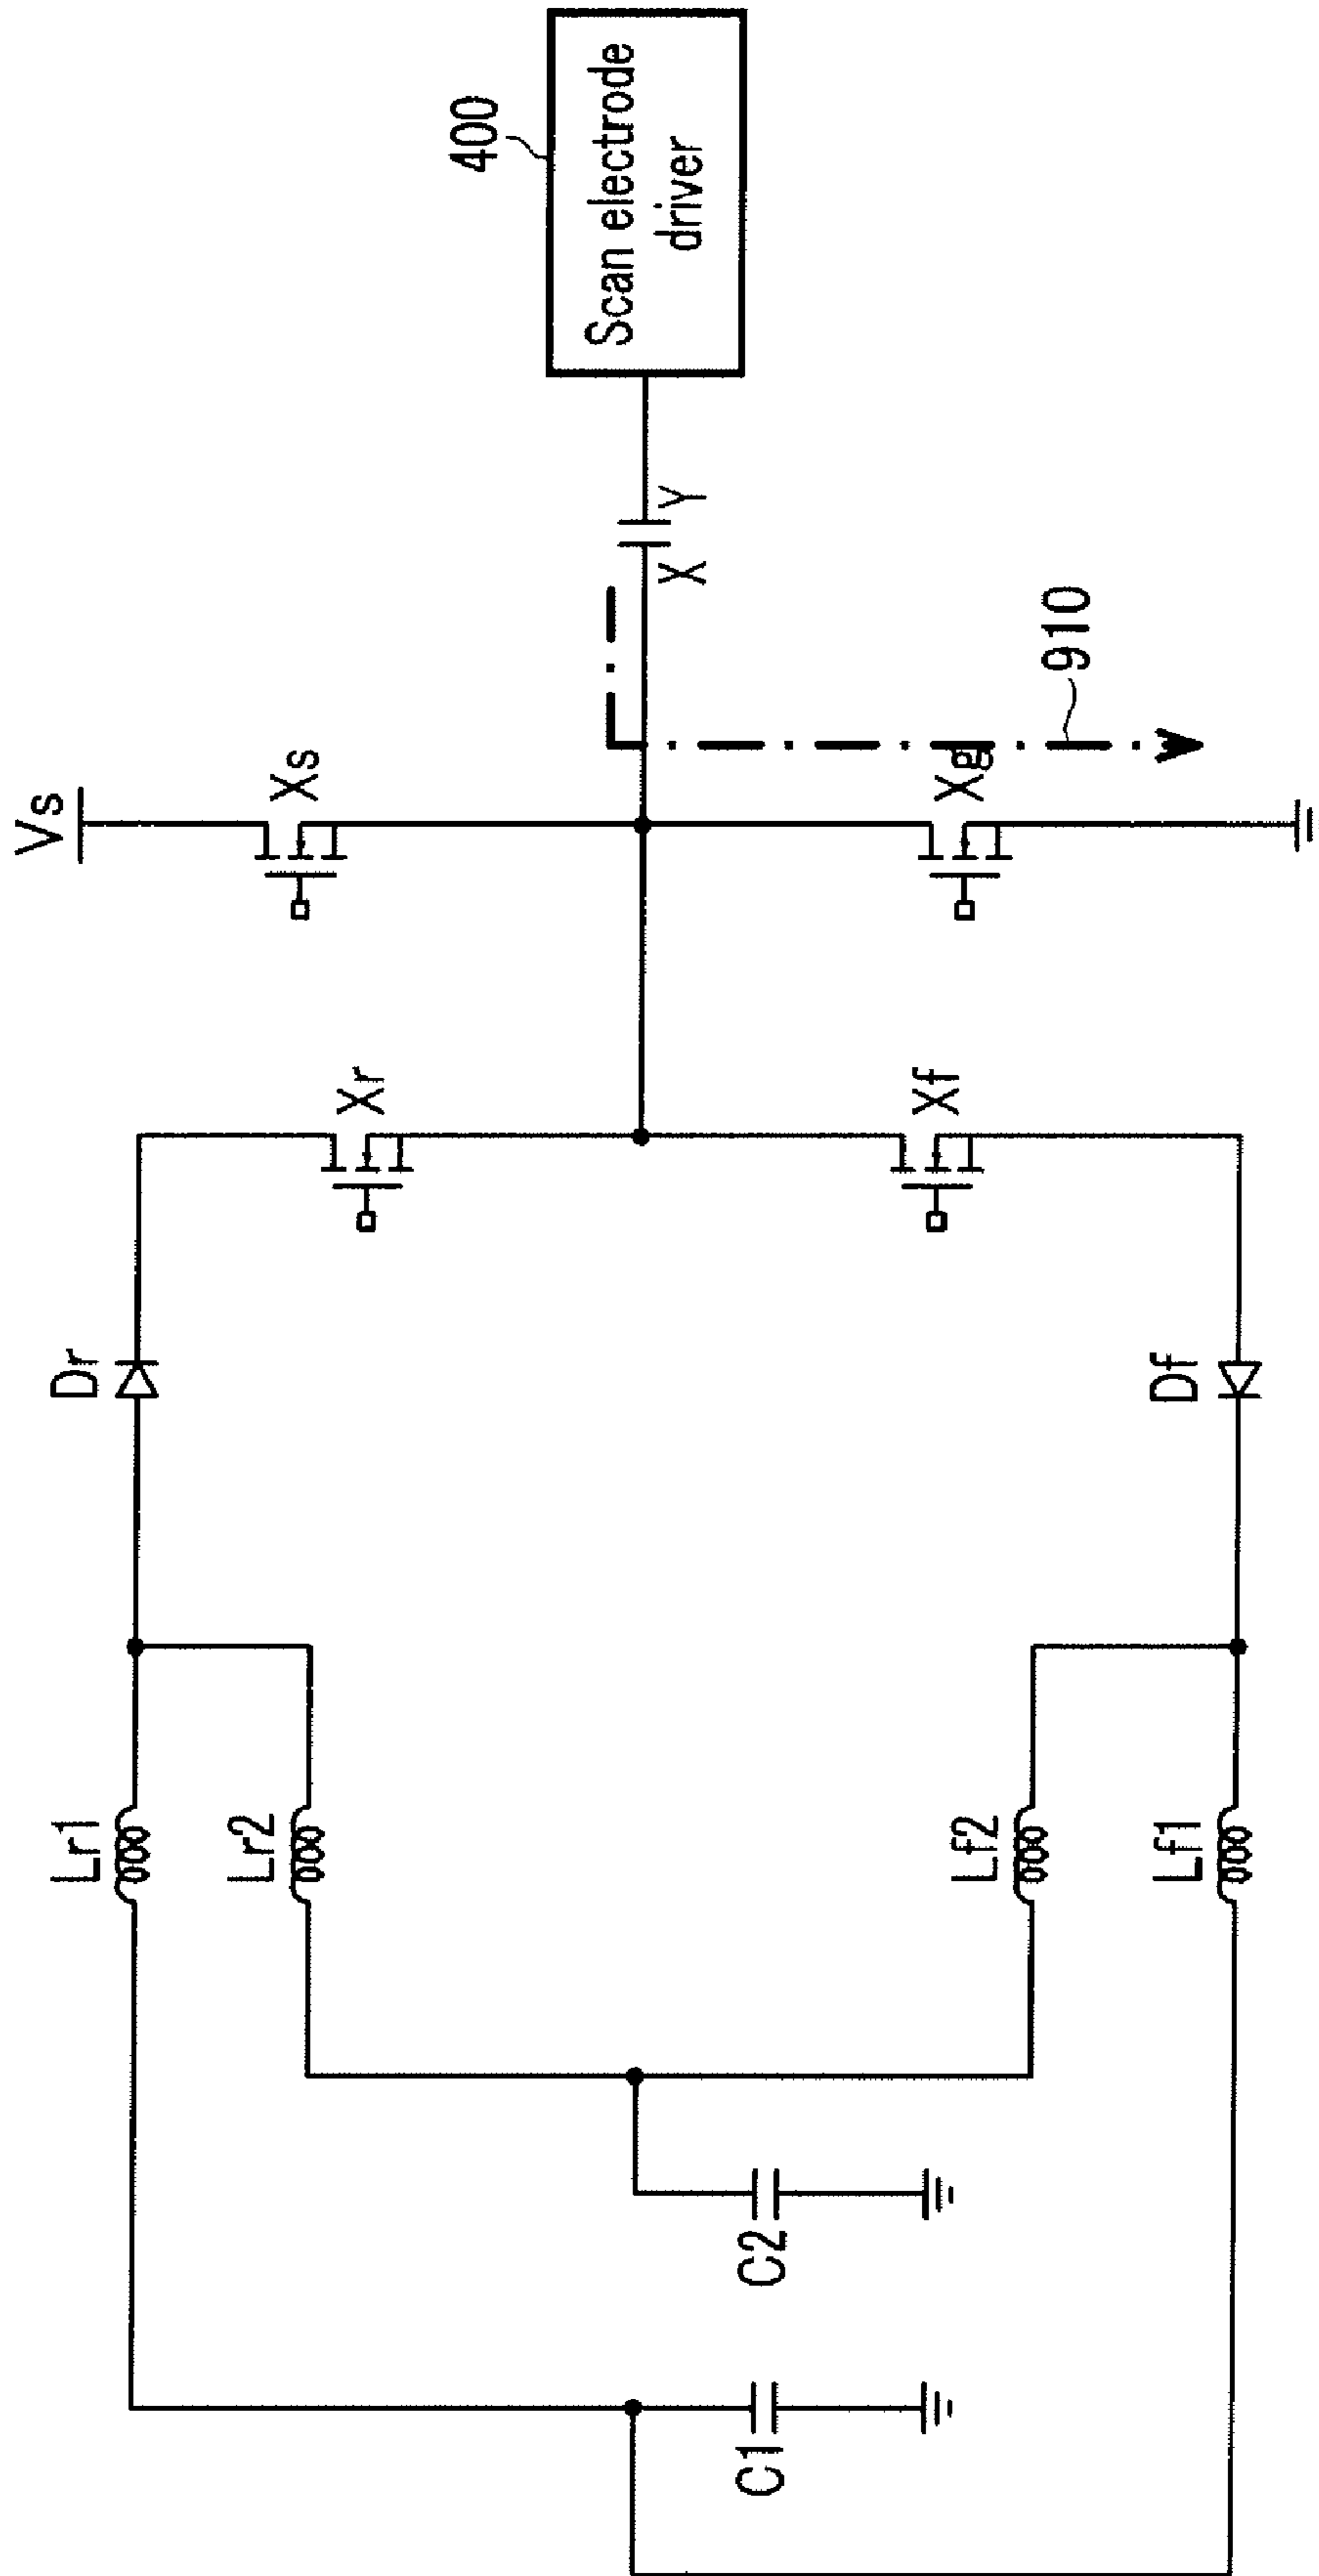 Vs
Xs
Xg
910
X
Y
400
Scan electrode
driver
Xr
Xf
Dr
Df
Lr1
Lr2
Lf2
Lf1
C2
C1